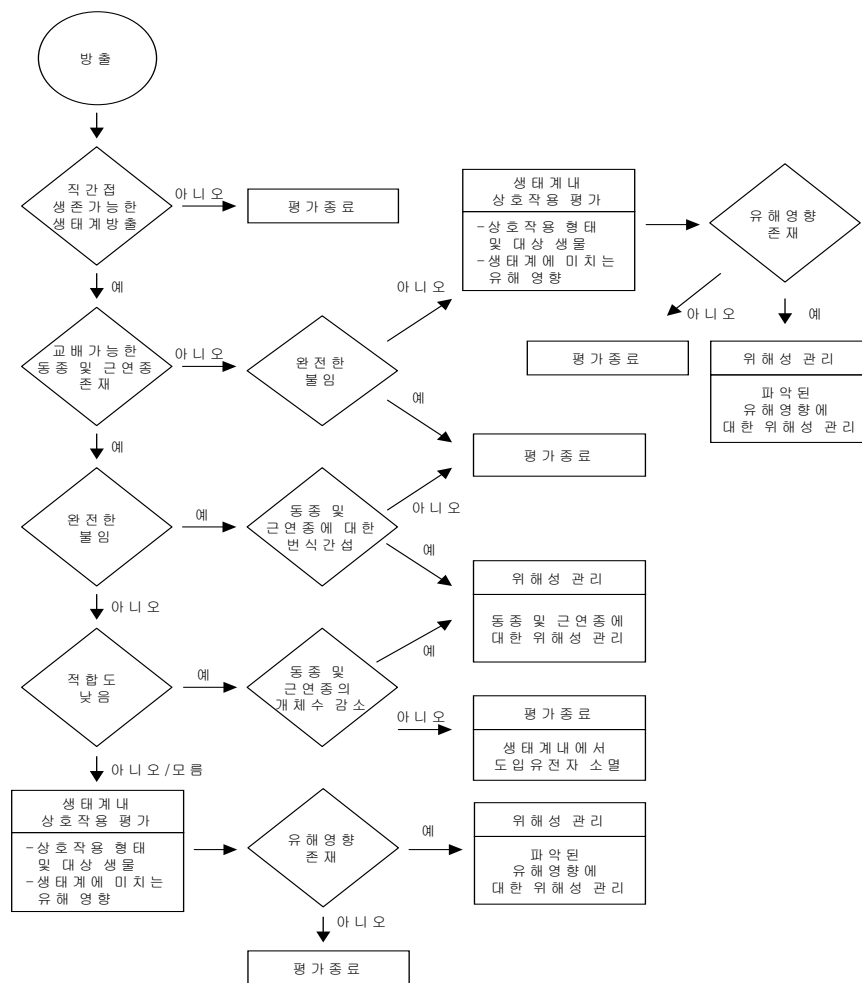 방출
직간접
생존가능한
생태계방출
아니오
평가종료
예
생태계내
상호작용 평가
-상호작용 형태
및 대상 생물
-생태계에 미치는
유해 영향
유해영향
존재
아니오
평가종료
예
위해성 관리
파악된
유해영향에
대한 위해성 관리
교배가능한
동종 및 근연종
존재
아니오
완전한
불임
아니오
예
평가종료
예
완전한
불임
예
동종 및
근연종에 대한
번식간섭
아니오
예
위해성 관리
동종 및 근연종에
대한 위해성 관리
아니오
적합도
낮음
예
동종 및
근연종의
개체수 감소
예
아니오
평가종료
생태계내에서
도입유전자 소멸
아니오/모름
생태계내
상호작용 평가
-상호작용 형태
및 대상 생물
-생태계에 미치는
유해 영향
유해영향
존재
예
위해성 관리
파악된
유해영향에
대한 위해성 관리
아니오
평가종료